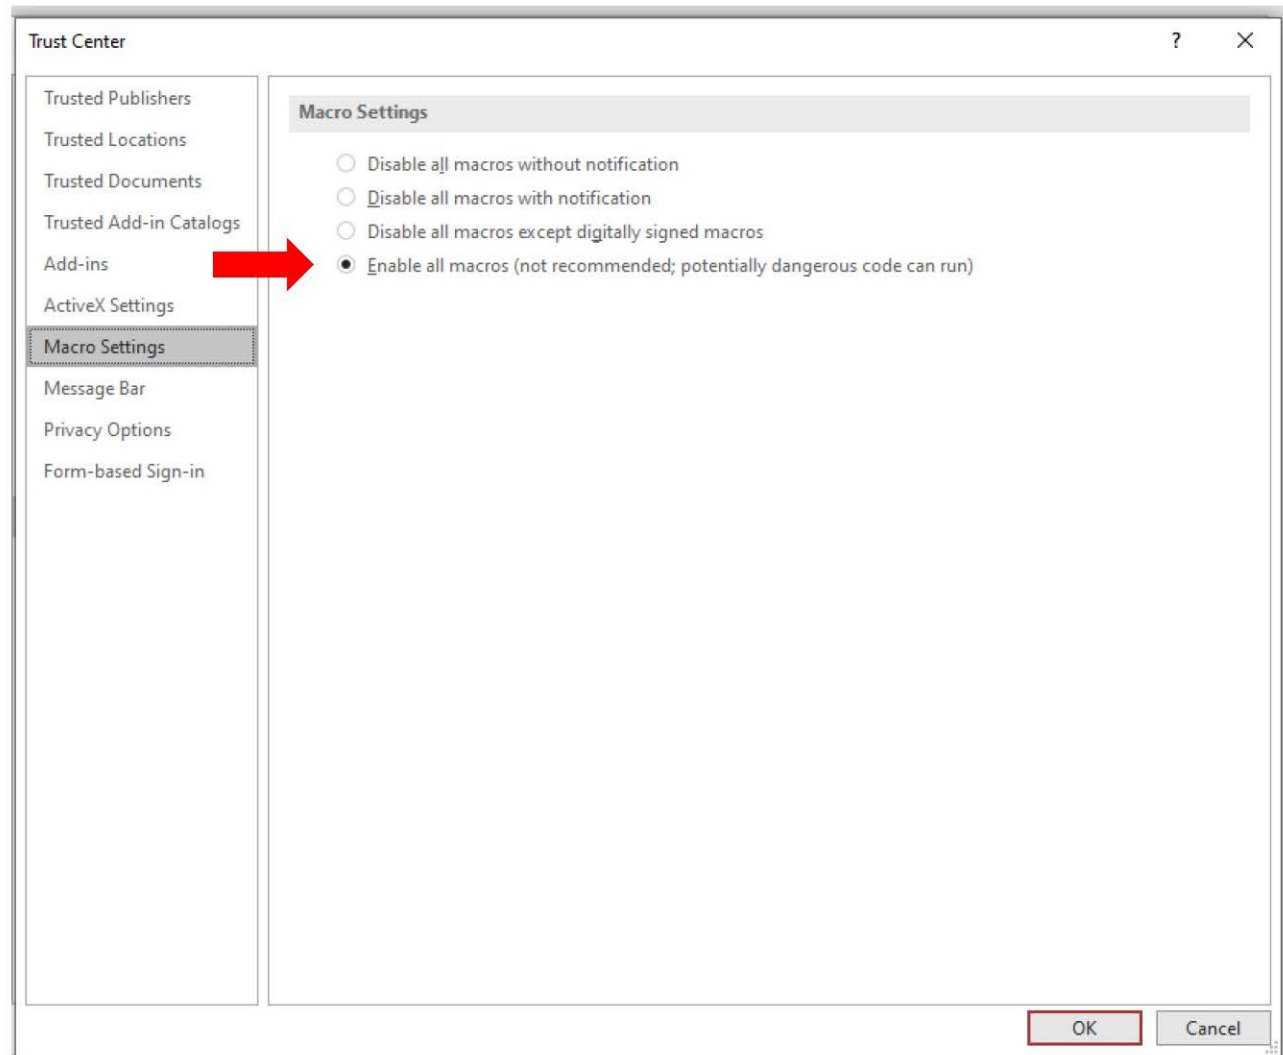 Trust Center
?
Trusted Publishers
Trusted Locations
Trusted Documents
Trusted Add-in Catalogs
Add-ins
ActiveX Settings
Macro Settings
Message Bar
Privacy Options
Form-based Sign-in
Macro Settings
Disable all macros without notification
Disable all macros with notification
Disable all macros except digitally signed macros
Enable all macros (not recommended; potentially dangerous code can run)
OK
Cancel